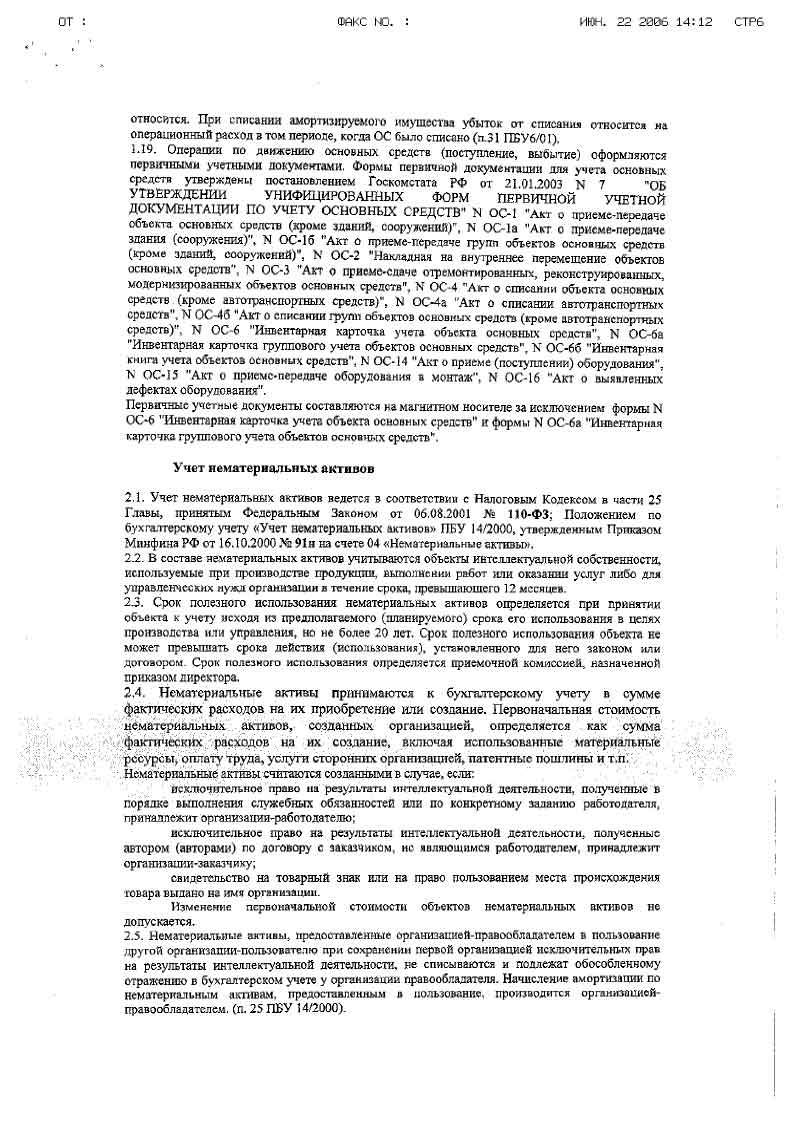 ОТ : ФАКС NO. : ИЮН. 22 2006 14:12 СТР6
относится. При списании амортизируемого имущества убыток от списания относится на
операционный расход в том периоде, когда ОС было списано (п.31 ПБУ6/01).
1.19. Операции по движению основных средств (поступление, выбытие) оформляются
первичными учетными документами. Формы первичной документации для учета основных
средств утверждены постановлением Госкомстата РФ от 21.01.2003 N 7 "ОБ
УТВЕРЖДЕНИИ УНИФИЦИРОВАННЫХ ФОРМ ПЕРВИЧНОЙ УЧЕТНОЙ
ДОКУМЕНТАЦИИ ПО УЧЕТУ ОСНОВНЫХ СРЕДСТВ" N ОС-1 "Акт о приеме-передаче
объекта основных средств (кроме зданий, сооружений)", N ОС-1а "Акт о приеме-передаче
здания (сооружения)", N ОС-1б "Акт о приеме-передаче групп объектов основных средств
(кроме зданий, сооружений)", N ОС-2 "Накладная на внутреннее перемещение объектов
основных средств", N ОС-3 "Акт о приеме-сдаче отремонтированных, реконструированных,
модернизированных объектов основных средств", N ОС-4 "Акт о списании объекта основных
средств (кроме автотранспортных средств)", N ОС-4а "Акт о списании автотранспортных
средств", N ОС-4б "Акт о списании групп объектов основных средств (кроме автотранспортных
средств)", N ОС-6 "Инвентарная карточка учета объекта основных средств", N ОС-6а
"Инвентарная карточка группового учета объектов основных средств", N ОС-6б "Инвентарная
книга учета объектов основных средств", N ОС-14 "Акт о приеме (поступлении) оборудования",
N ОС-15 "Акт о приеме-передаче оборудования в монтаж", N ОС-16 "Акт о выявленных
дефектах оборудования".
Первичные учетные документы составляются на магнитном носителе за исключением формы N
ОС-6 "Инвентарная карточка учета объекта основных средств" и формы N ОС-6а "Инвентарная
карточка группового учета объектов основных средств".
Учет нематериальных активов
2.1. Учет нематериальных активов ведется в соответствии с Налоговым Кодексом в части 25
Главы, принятым Федеральным Законом от 06.08.2001 № 110-ФЗ; Положением по
бухгалтерскому учету «Учет нематериальных активов» ПБУ 14/2000, утвержденным Приказом
Минфина РФ от 16.10.2000 № 91н на счете 04 «Нематериальные активы».
2.2. В составе нематериальных активов учитываются объекты интеллектуальной собственности,
используемые при производстве продукции, выполнении работ или оказании услуг либо для
управленческих нужд организации в течение срока, превышающего 12 месяцев.
2.3. Срок полезного использования нематериальных активов определяется при принятии
объекта к учету исходя из предполагаемого (планируемого) срока его использования в целях
производства или управления, но не более 20 лет. Срок полезного использования объекта не
может превышать срока действия (использования), установленного для него законом или
договором. Срок полезного использования определяется приемочной комиссией, назначенной
приказом директора.
2.4. Нематериальные активы принимаются к бухгалтерскому учету в сумме
фактических расходов на их приобретение или создание. Первоначальная стоимость
нематериальных активов, созданных организацией, определяется как сумма
фактических расходов на их создание, включая использованные материальные
ресурсы, оплату труда, услуги сторонних организацией, патентные пошлины и т.п.
Нематериальные активы считаются созданными в случае, если:
исключительное право на результаты интеллектуальной деятельности, полученные в
порядке выполнения служебных обязанностей или по конкретному заданию работодателя,
принадлежит организации-работодателю;
исключительное право на результаты интеллектуальной деятельности, полученные
автором (авторами) по договору с заказчиком, не являющимся работодателем, принадлежит
организации-заказчику;
свидетельство на товарный знак или на право пользованием места происхождения
товара выдано на имя организации.
Изменение первоначальной стоимости объектов нематериальных активов не
допускается.
2.5. Нематериальные активы, предоставленные организацией-правообладателем в пользование
другой организации-пользователю при сохранении первой организацией исключительных прав
на результаты интеллектуальной деятельности, не списываются и подлежат обособленному
отражению в бухгалтерском учете у организации правообладателя. Начисление амортизации по
нематериальным активам, предоставленным в пользование, производится организацией-
правообладателем. (п. 25 ПБУ 14/2000).